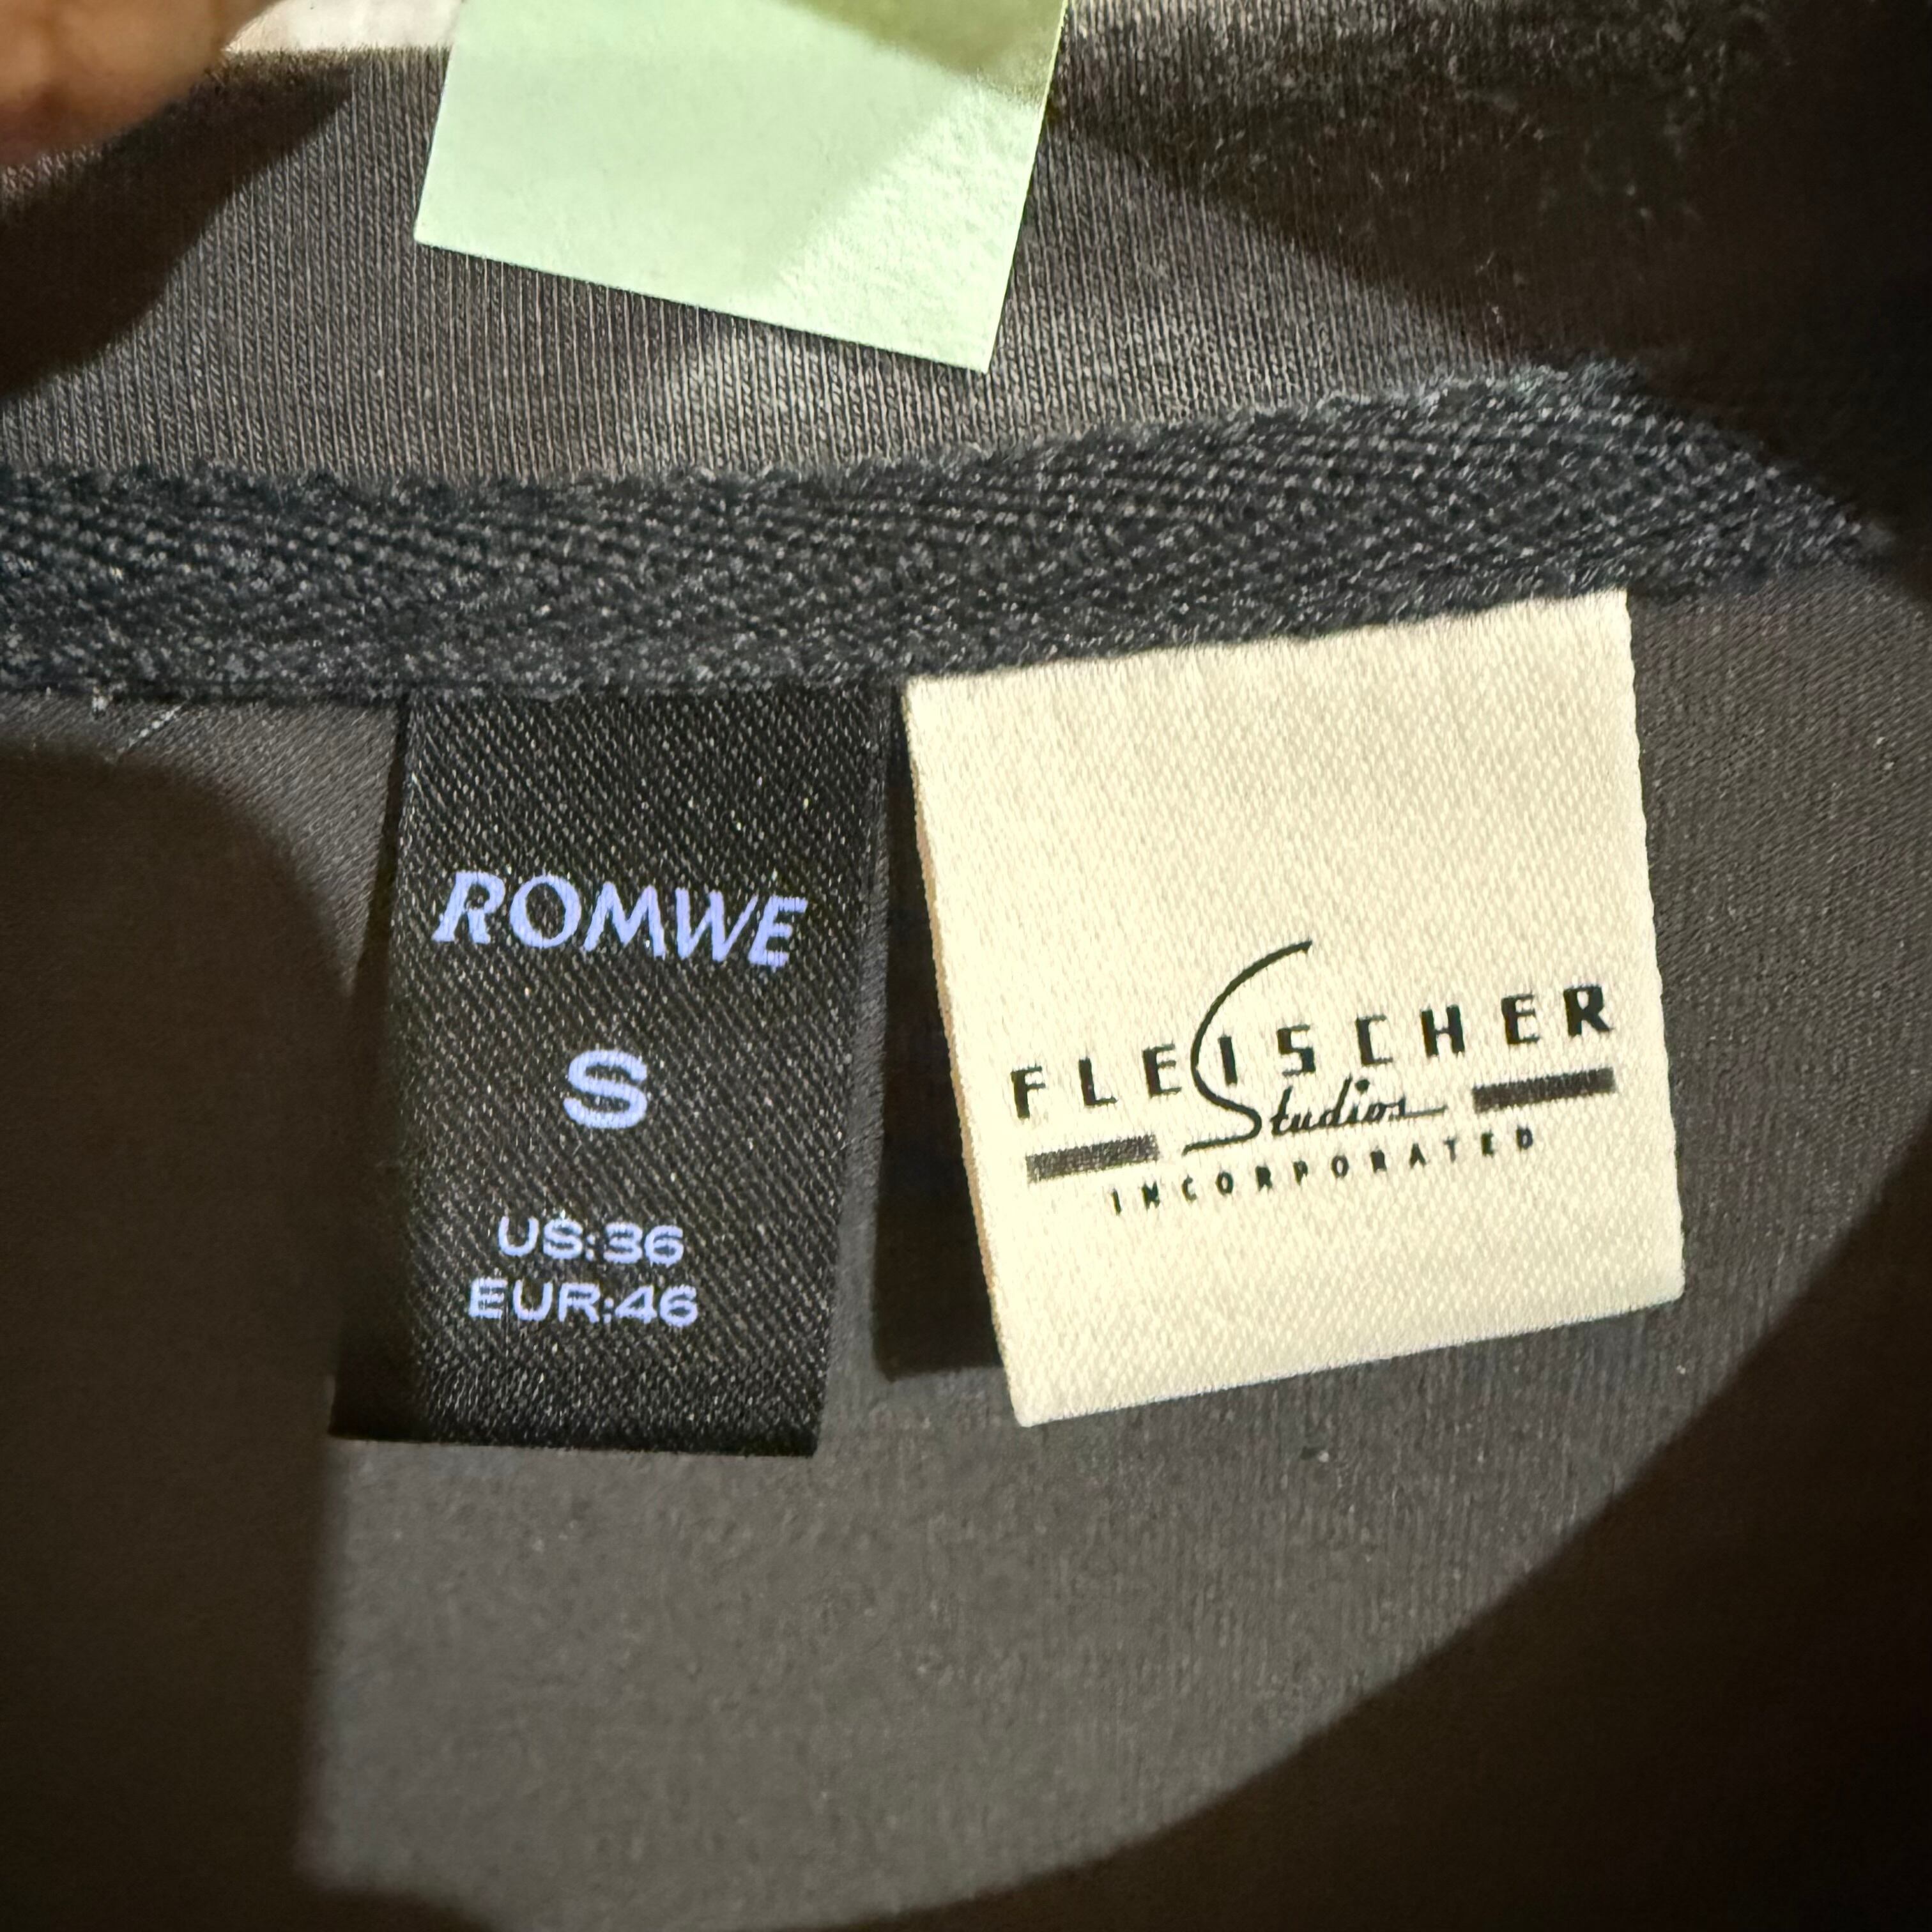 ROMWE
S
US:36
EUR:46
FLEISCHER
Studios
INCORPORATED